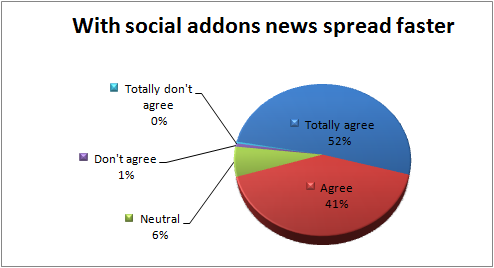 With social addons news spread faster
Totally don't
agree
0%
Totally agree
52%
Don't agree
1%
Agree
41%
Neutral
6%